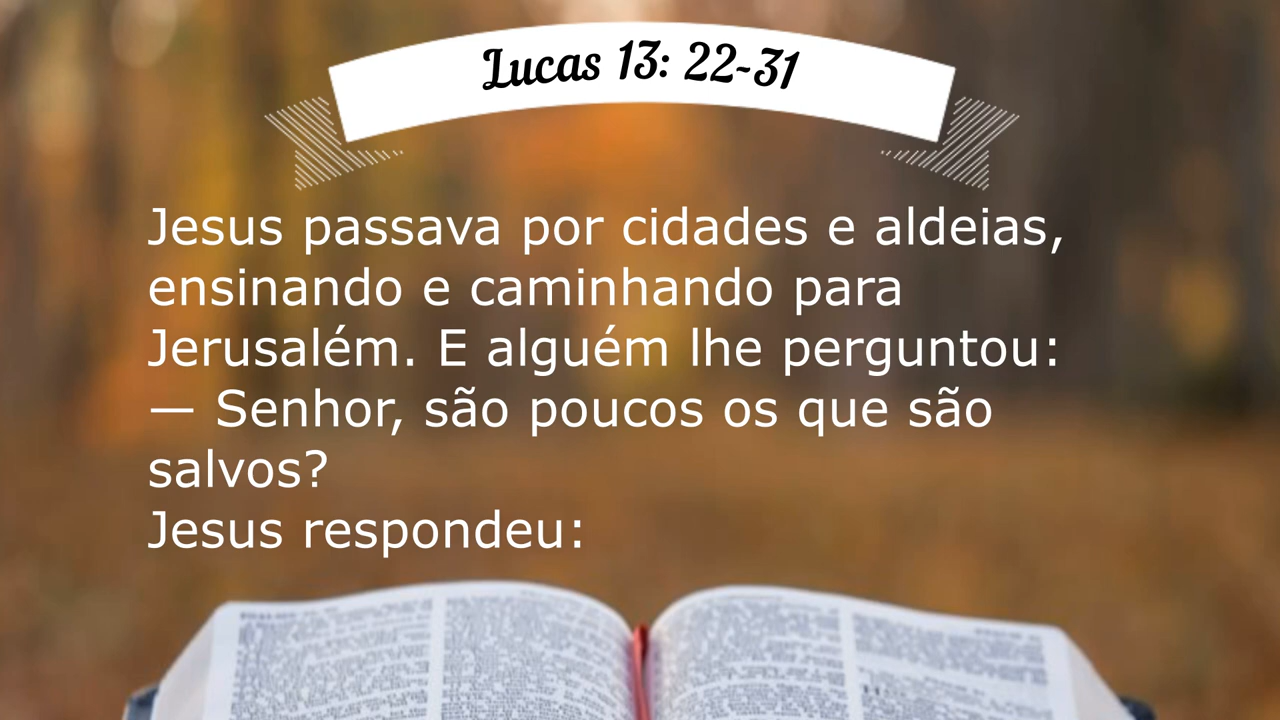 Lucas 13: 22-31
Jesus passava por cidades e aldeias,
ensinando e caminhando para
Jerusalém. E alguém lhe perguntou:
— Senhor, são poucos os que são
salvos?
Jesus respondeu: